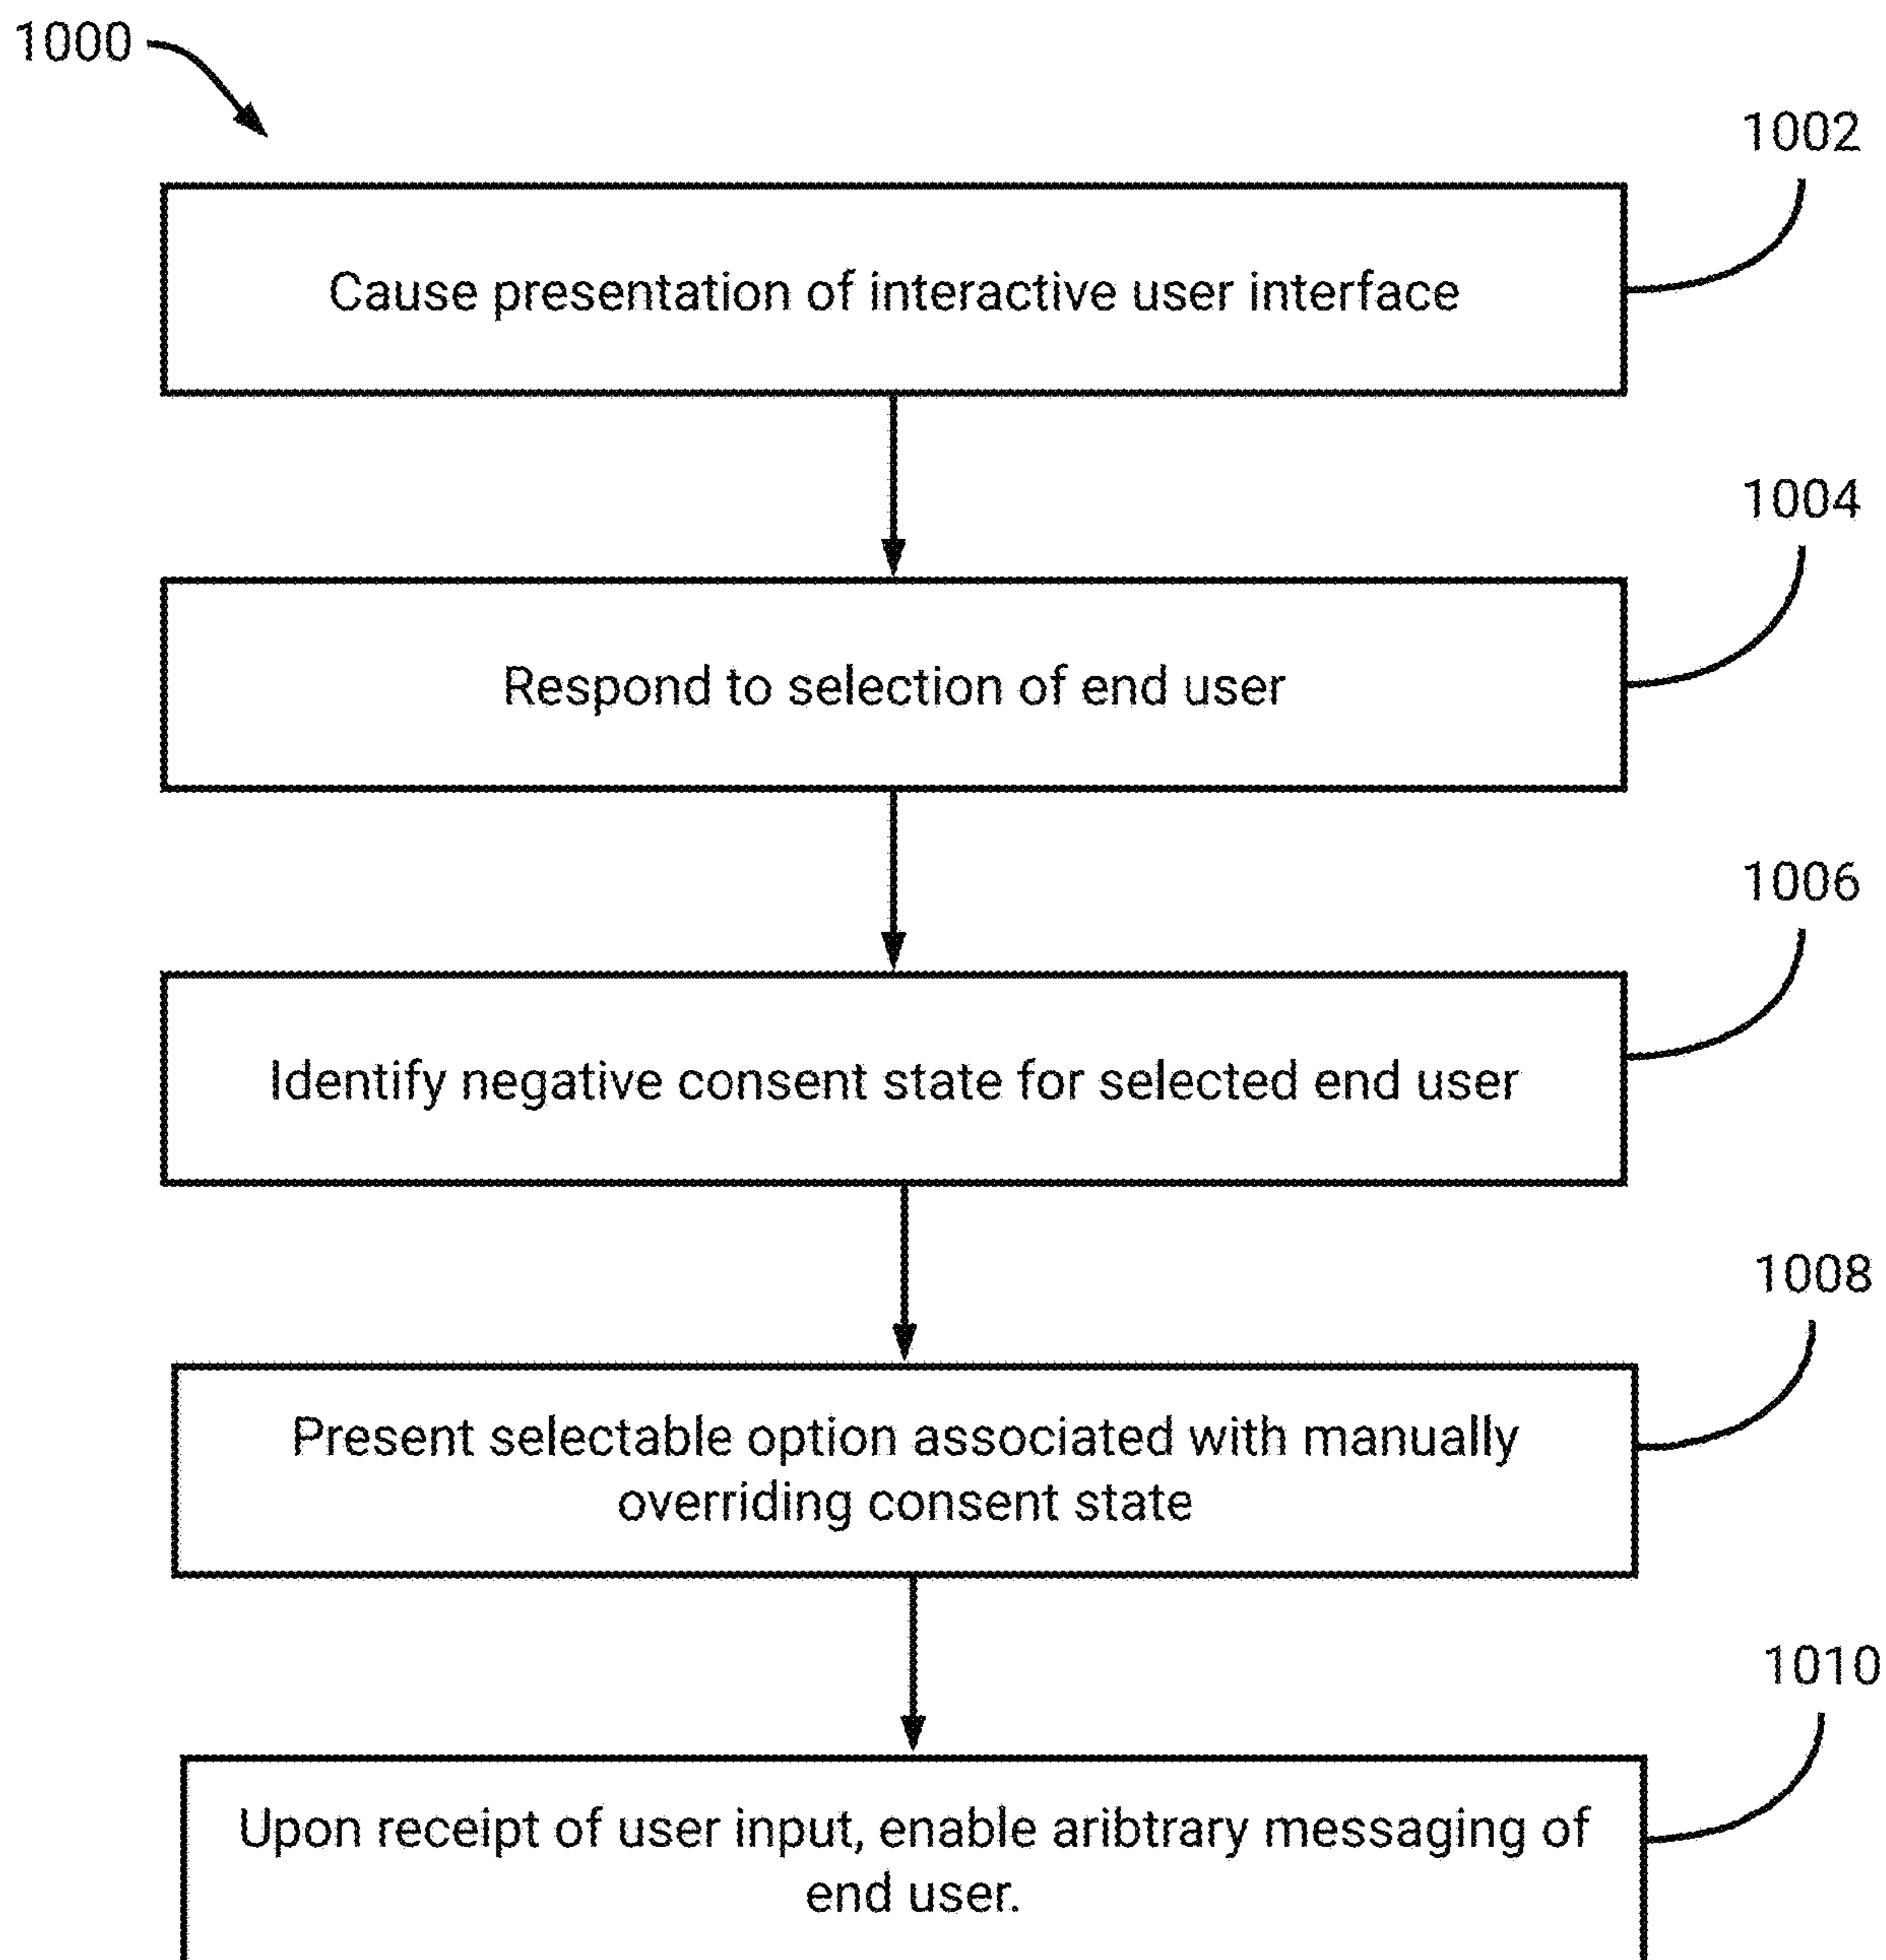 1000
1002
Cause presentation of interactive user interface
1004
Respond to selection of end user
1006
Identify negative consent state for selected end user
1008
Present selectable option associated with manually
overriding consent state
1010
Upon receipt of user input, enable aribtrary messaging of
end user.